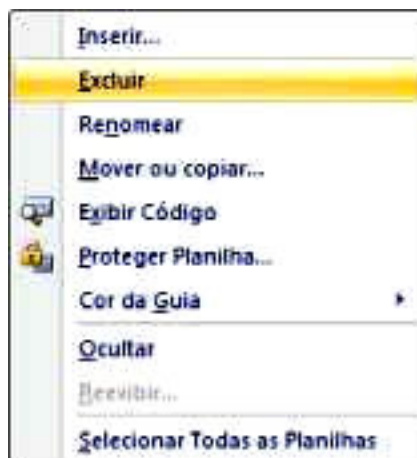 Inserir...
Excluir
Renomear
Mover ou copiar...
Exibir Código
Proteger Planilha...
Cor da Guia
Ocultar
Reexibir...
Selecionar Todas as Planilhas